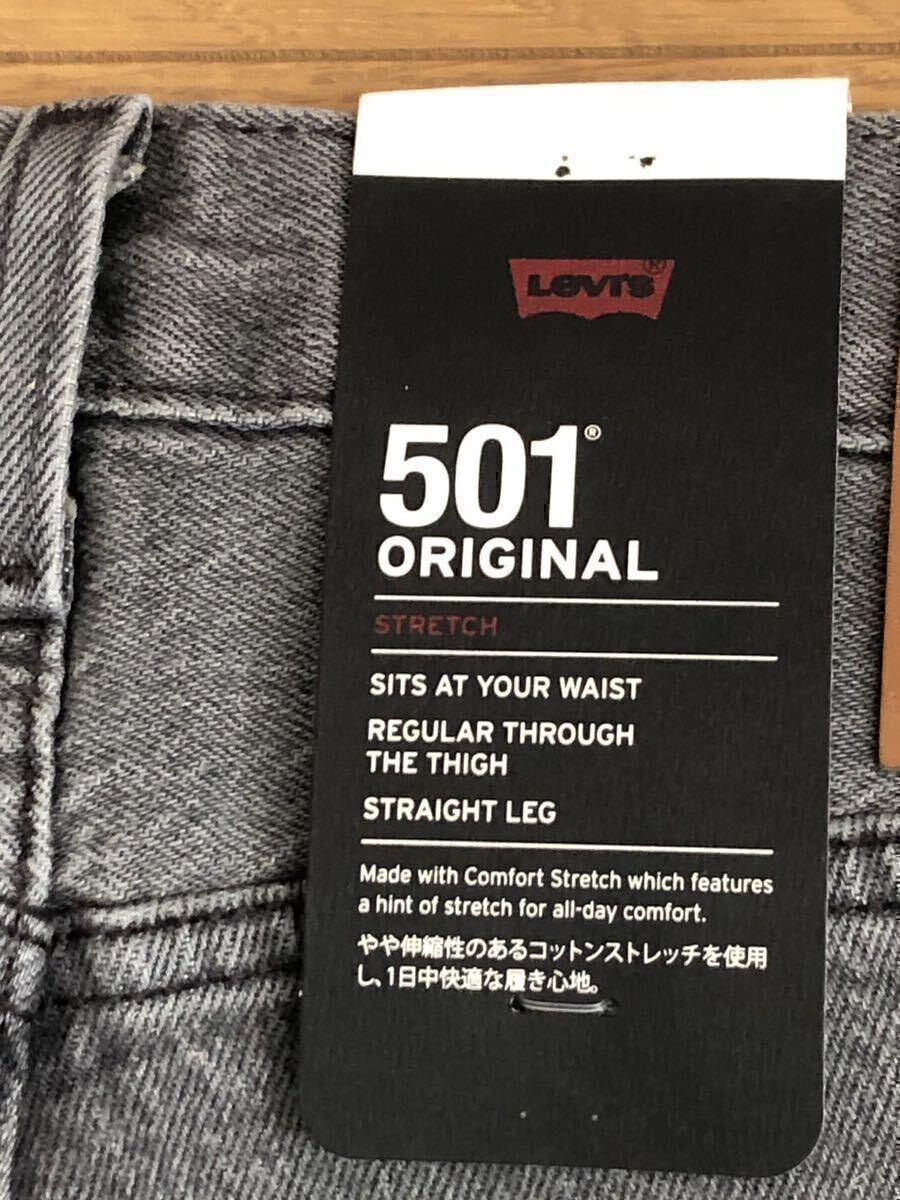 Levi's®
501®
ORIGINAL
STRETCH
SITS AT YOUR WAIST
REGULAR THROUGH
THE THIGH
STRAIGHT LEG
Made with Comfort Stretch which features
a hint of stretch for all-day comfort.
やや伸縮性のあるコットンストレッチを使用
し、1日中快適な履き心地。